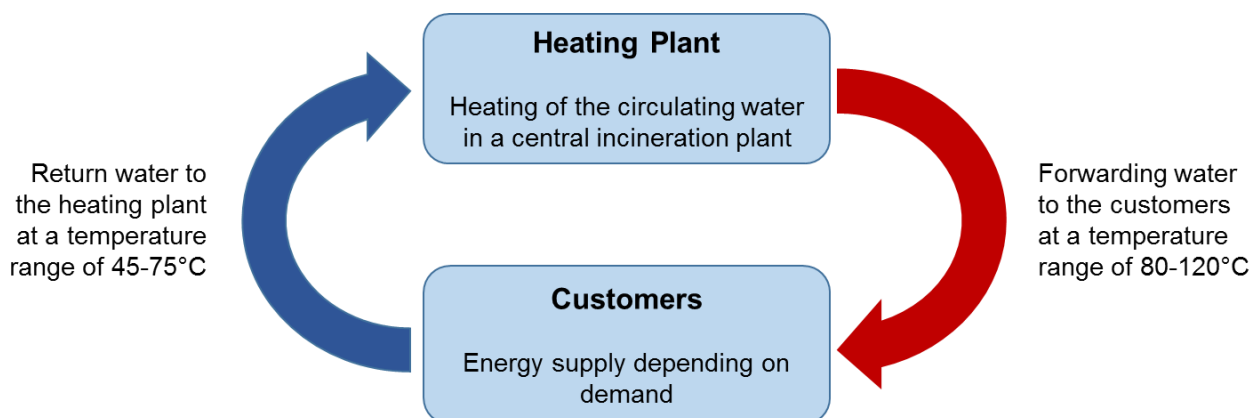 Heating Plant
Heating of the circulating water
in a central incineration plant
Return water to
the heating plant
at a temperature
range of 45-75°C
Forwarding water
to the customers
at a temperature
range of 80-120°C
Customers
Energy supply depending on
demand